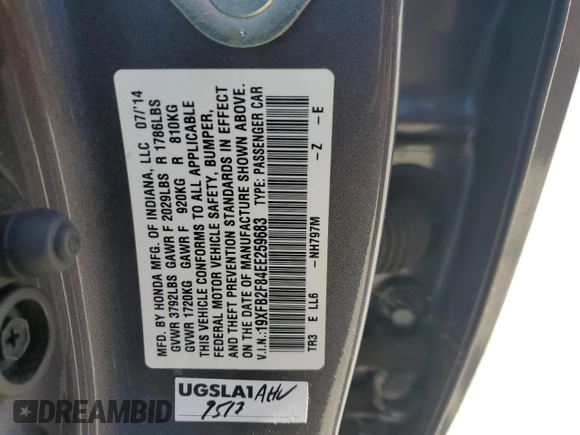 MFD. BY HONDA MFG. OF INDIANA, LLC 07/'14
GVWR 3792LBS GAWR F 2029LBS R 1786LBS
GVWR 1720KG GAWR F 920KG R 810KG
THIS VEHICLE CONFORMS TO ALL APPLICABLE
FEDERAL MOTOR VEHICLE SAFETY, BUMPER,
AND THEFT PREVENTION STANDARDS IN EFFECT
ON THE DATE OF MANUFACTURE SHOWN ABOVE.
V.I.N.:19XFB2F84EE259683 TYPE: PASSENGER CAR
TR3 E LL6 -NH797M -Z -E
UGSLA1 AHV
9517
DREAMBID